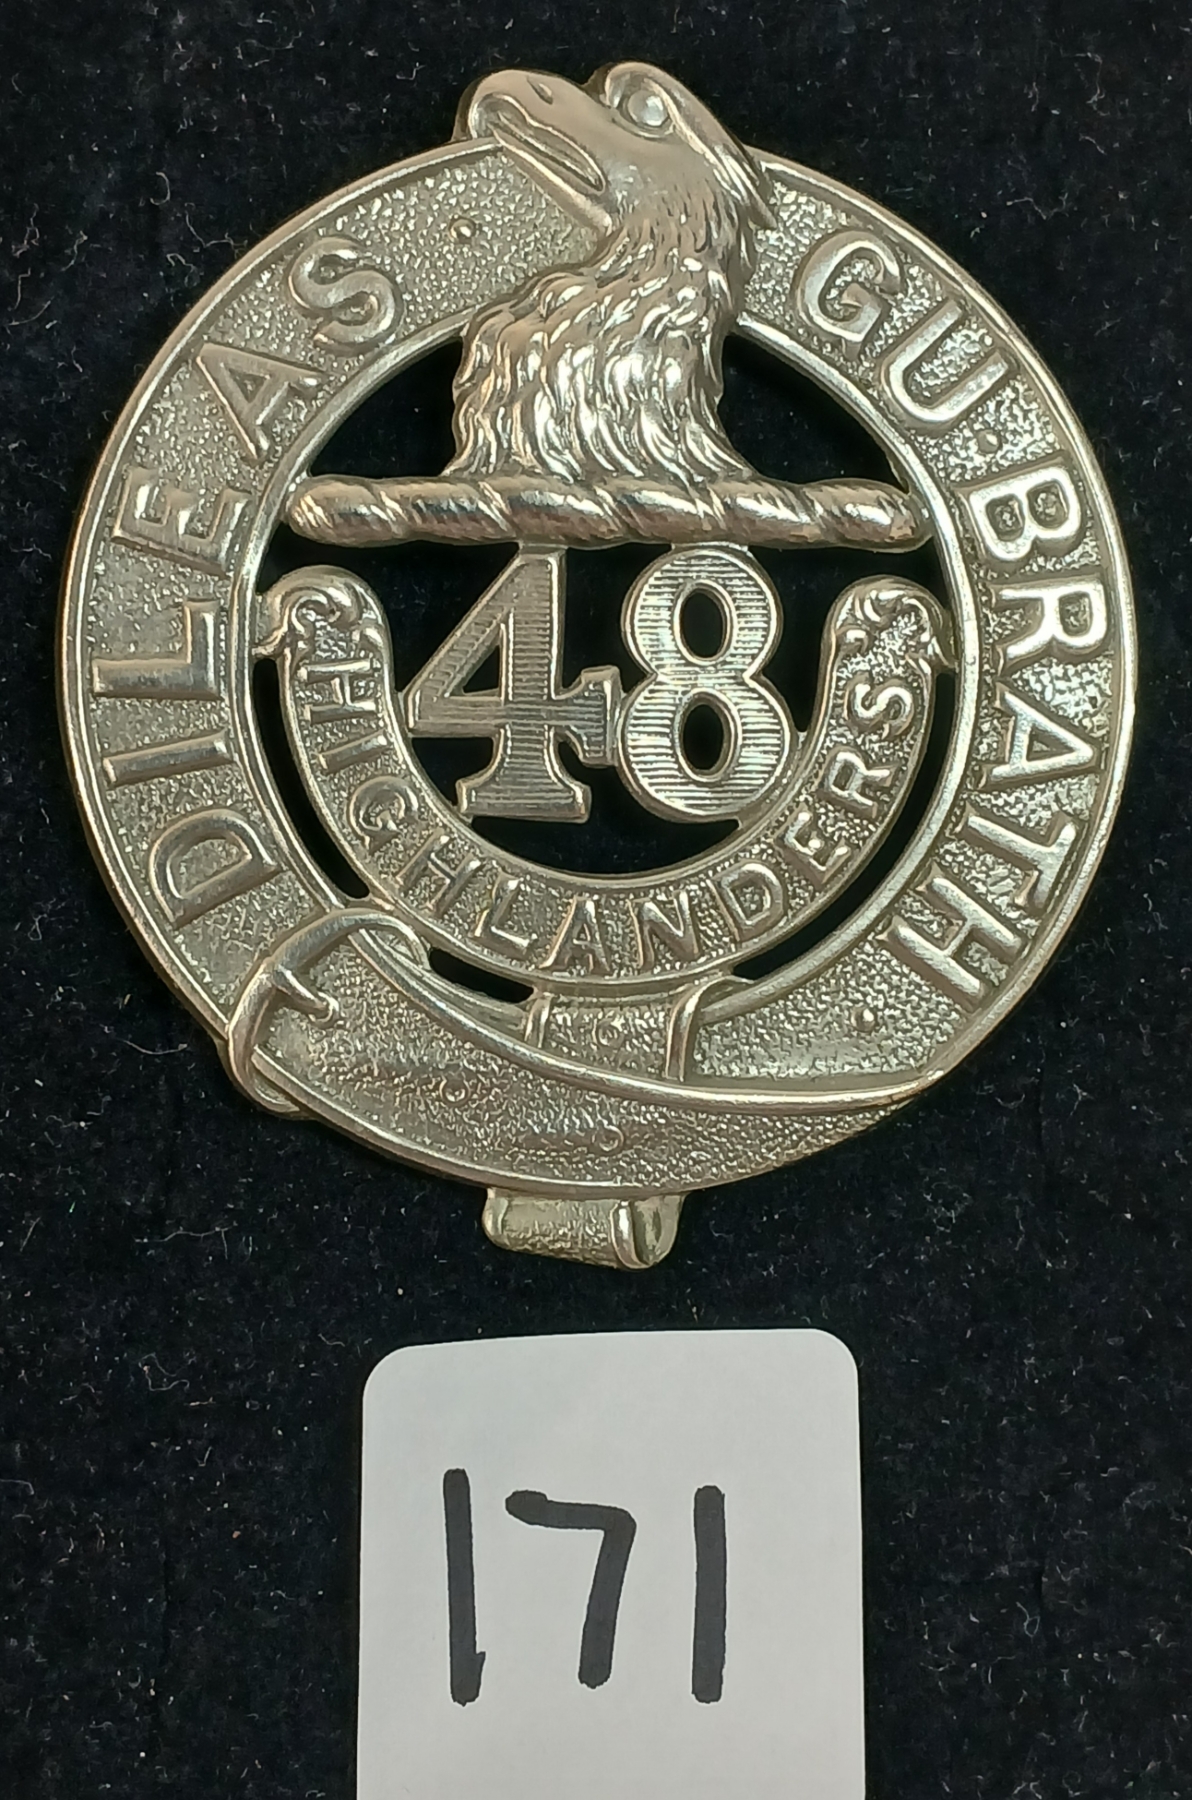 DILEAS GU·BRATH
48
HIGHLANDERS
171